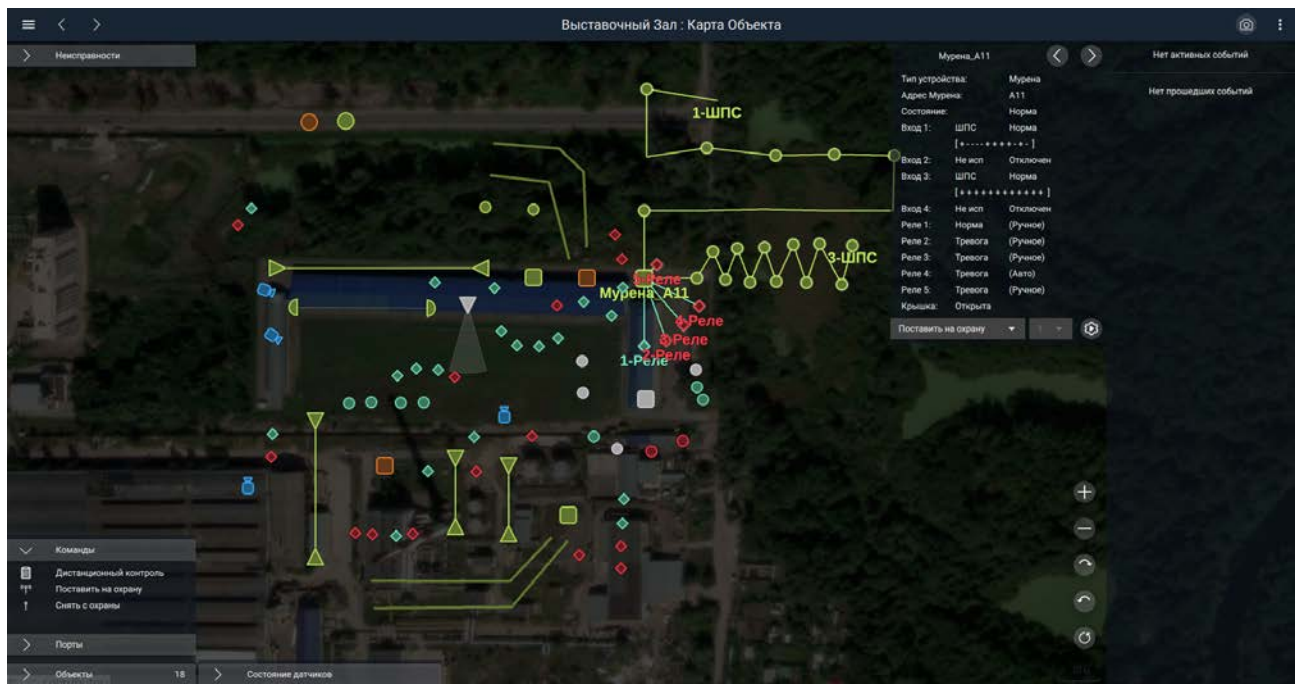 Выставочный Зал : Карта Объекта
Неисправности
Мурена_A11
Нет активных событий
Нет прошедших событий
Тип устройства: Мурена
Адрес Мурена: A11
Состояние: Норма
Вход 1: ШПС Норма
[+----++++-+-]
Вход 2: Не исп Отключен
Вход 3: ШПС Норма
[++++++++++++]
Вход 4: Не исп Отключен
Реле 1: Норма (Ручное)
Реле 2: Тревога (Ручное)
Реле 3: Тревога (Ручное)
Реле 4: Тревога (Авто)
Реле 5: Тревога (Ручное)
Крышка: Открыта
Поставить на охрану 1
1-ШПС
3-ШПС
5-Реле
Мурена_A11
4-Реле
3-Реле
2-Реле
1-Реле
Команды
Дистанционный контроль
Поставить на охрану
Снять с охраны
Порты
Объекты 18
Состояние датчиков